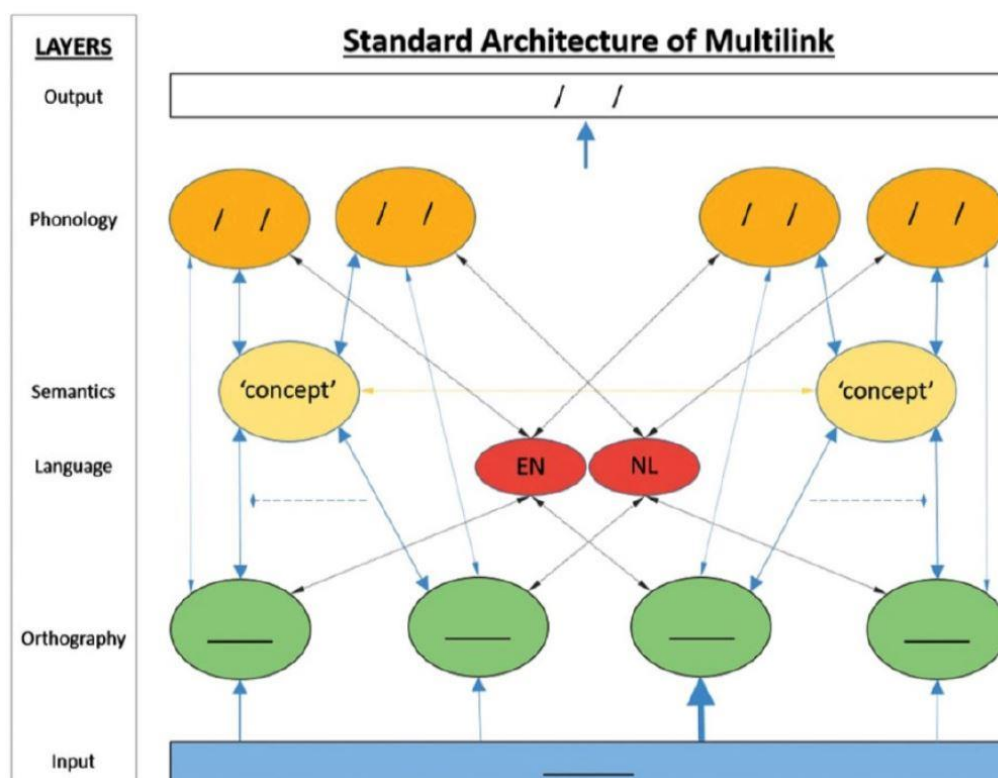 LAYERS
Standard Architecture of Multilink
Output
/ /
Phonology
/ /
/ /
/ /
/ /
Semantics
‘concept’
‘concept’
Language
EN
NL
Orthography
Input